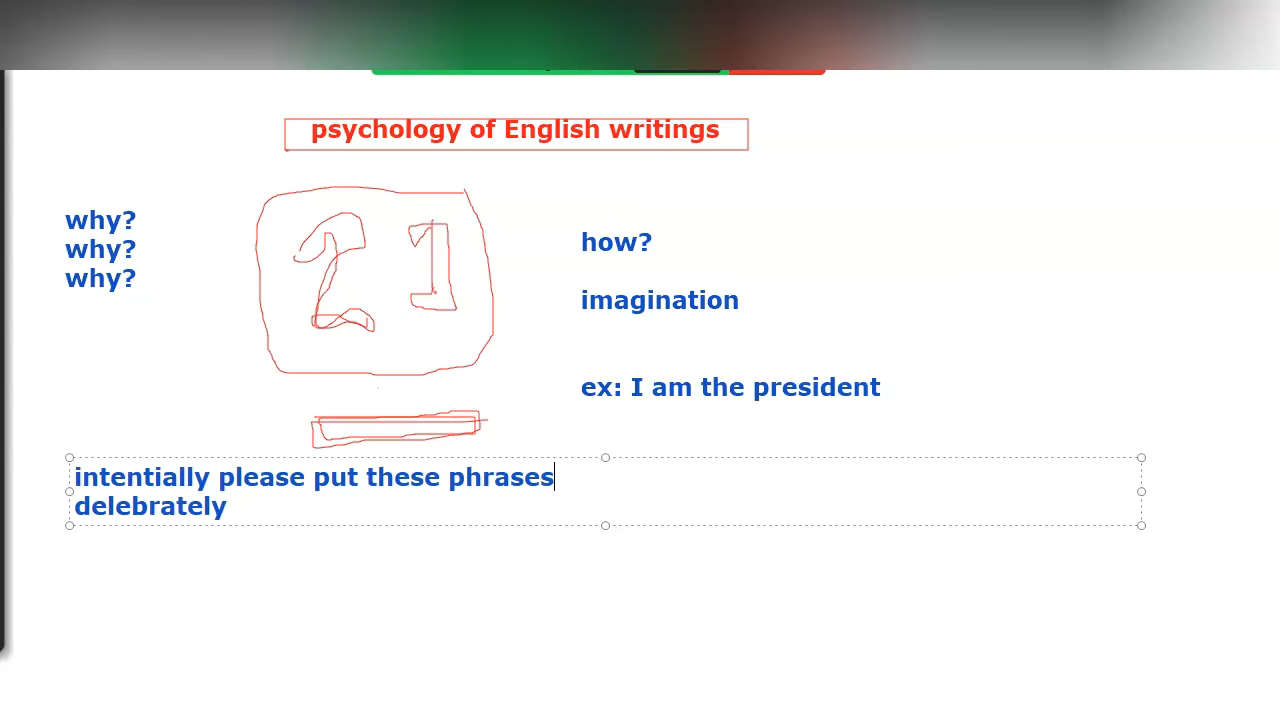 psychology of English writings
why?
why?
why?
21
how?
imagination
ex: I am the president
intentially please put these phrases
delebrately